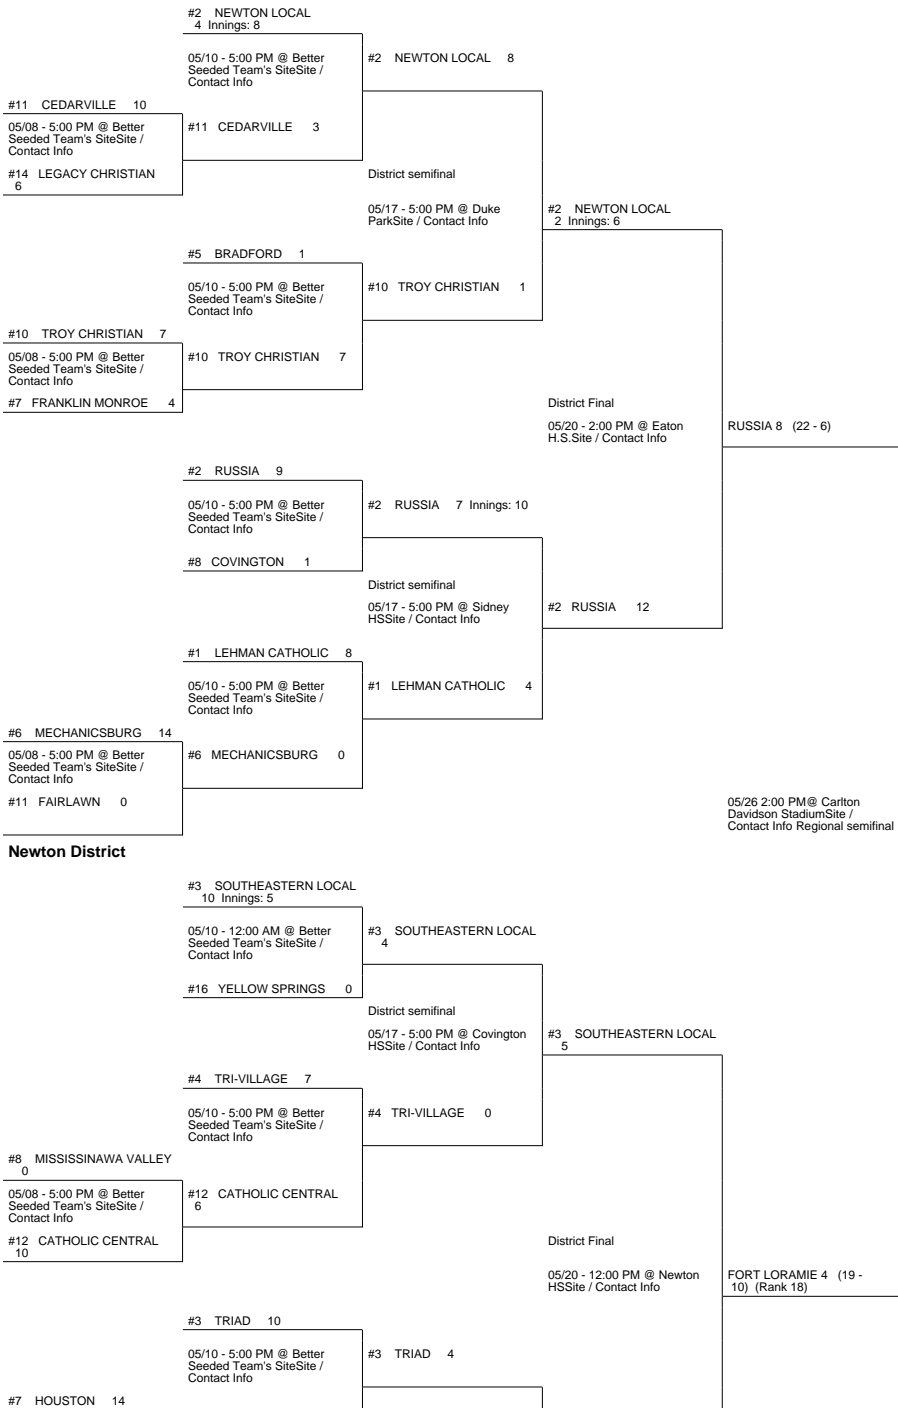 #2 NEWTON LOCAL
4 Innings: 8
05/10 - 5:00 PM @ Better
Seeded Team's SiteSite /
Contact Info
#2 NEWTON LOCAL 8
#11 CEDARVILLE 10
05/08 - 5:00 PM @ Better
Seeded Team's SiteSite /
Contact Info
#11 CEDARVILLE 3
#14 LEGACY CHRISTIAN
6
District semifinal
05/17 - 5:00 PM @ Duke
ParkSite / Contact Info
#2 NEWTON LOCAL
2 Innings: 6
#5 BRADFORD 1
05/10 - 5:00 PM @ Better
Seeded Team's SiteSite /
Contact Info
#10 TROY CHRISTIAN 1
#10 TROY CHRISTIAN 7
05/08 - 5:00 PM @ Better
Seeded Team's SiteSite /
Contact Info
#10 TROY CHRISTIAN 7
#7 FRANKLIN MONROE 4
District Final
05/20 - 2:00 PM @ Eaton
H.S.Site / Contact Info
RUSSIA 8 (22 - 6)
#2 RUSSIA 9
05/10 - 5:00 PM @ Better
Seeded Team's SiteSite /
Contact Info
#2 RUSSIA 7 Innings: 10
#8 COVINGTON 1
District semifinal
05/17 - 5:00 PM @ Sidney
HSSite / Contact Info
#2 RUSSIA 12
#1 LEHMAN CATHOLIC 8
05/10 - 5:00 PM @ Better
Seeded Team's SiteSite /
Contact Info
#1 LEHMAN CATHOLIC 4
#6 MECHANICSBURG 14
05/08 - 5:00 PM @ Better
Seeded Team's SiteSite /
Contact Info
#6 MECHANICSBURG 0
#11 FAIRLAWN 0
05/26 2:00 PM@ Carlton
Davidson StadiumSite /
Contact Info Regional semifinal
Newton District
#3 SOUTHEASTERN LOCAL
10 Innings: 5
05/10 - 12:00 AM @ Better
Seeded Team's SiteSite /
Contact Info
#3 SOUTHEASTERN LOCAL
4
#16 YELLOW SPRINGS 0
District semifinal
05/17 - 5:00 PM @ Covington
HSSite / Contact Info
#3 SOUTHEASTERN LOCAL
5
#4 TRI-VILLAGE 7
05/10 - 5:00 PM @ Better
Seeded Team's SiteSite /
Contact Info
#4 TRI-VILLAGE 0
#8 MISSISSINAWA VALLEY
0
05/08 - 5:00 PM @ Better
Seeded Team's SiteSite /
Contact Info
#12 CATHOLIC CENTRAL
6
#12 CATHOLIC CENTRAL
10
District Final
05/20 - 12:00 PM @ Newton
HSSite / Contact Info
FORT LORAMIE 4 (19 -
10) (Rank 18)
#3 TRIAD 10
05/10 - 5:00 PM @ Better
Seeded Team's SiteSite /
Contact Info
#3 TRIAD 4
#7 HOUSTON 14